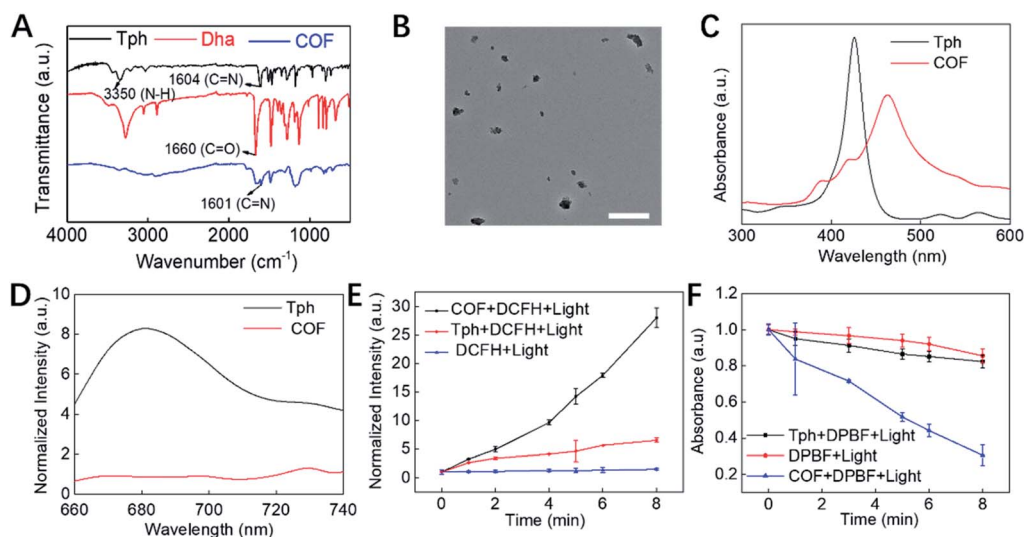 A
Tph Dha COF
3350 (N-H)
1604 (C=N)
1660 (C=O)
1601 (C=N)
Transmittance (a.u.)
4000 3000 2000 1000
Wavenumber (cm⁻¹)
B
C
Tph
COF
Absorbance (a.u.)
300 400 500 600
Wavelength (nm)
D
Tph
COF
Normalized Intensity (a.u.)
10
8
6
4
2
0
660 680 700 720 740
Wavelength (nm)
E
COF+DCFH+Light
Tph+DCFH+Light
DCFH+Light
Normalized Intensity (a.u.)
30
25
20
15
10
5
0
0 2 4 6 8
Time (min)
F
Tph+DPBF+Light
DPBF+Light
COF+DPBF+Light
Absorbance (a.u)
1.2
1.0
0.8
0.6
0.4
0.2
0 2 4 6 8
Time (min)